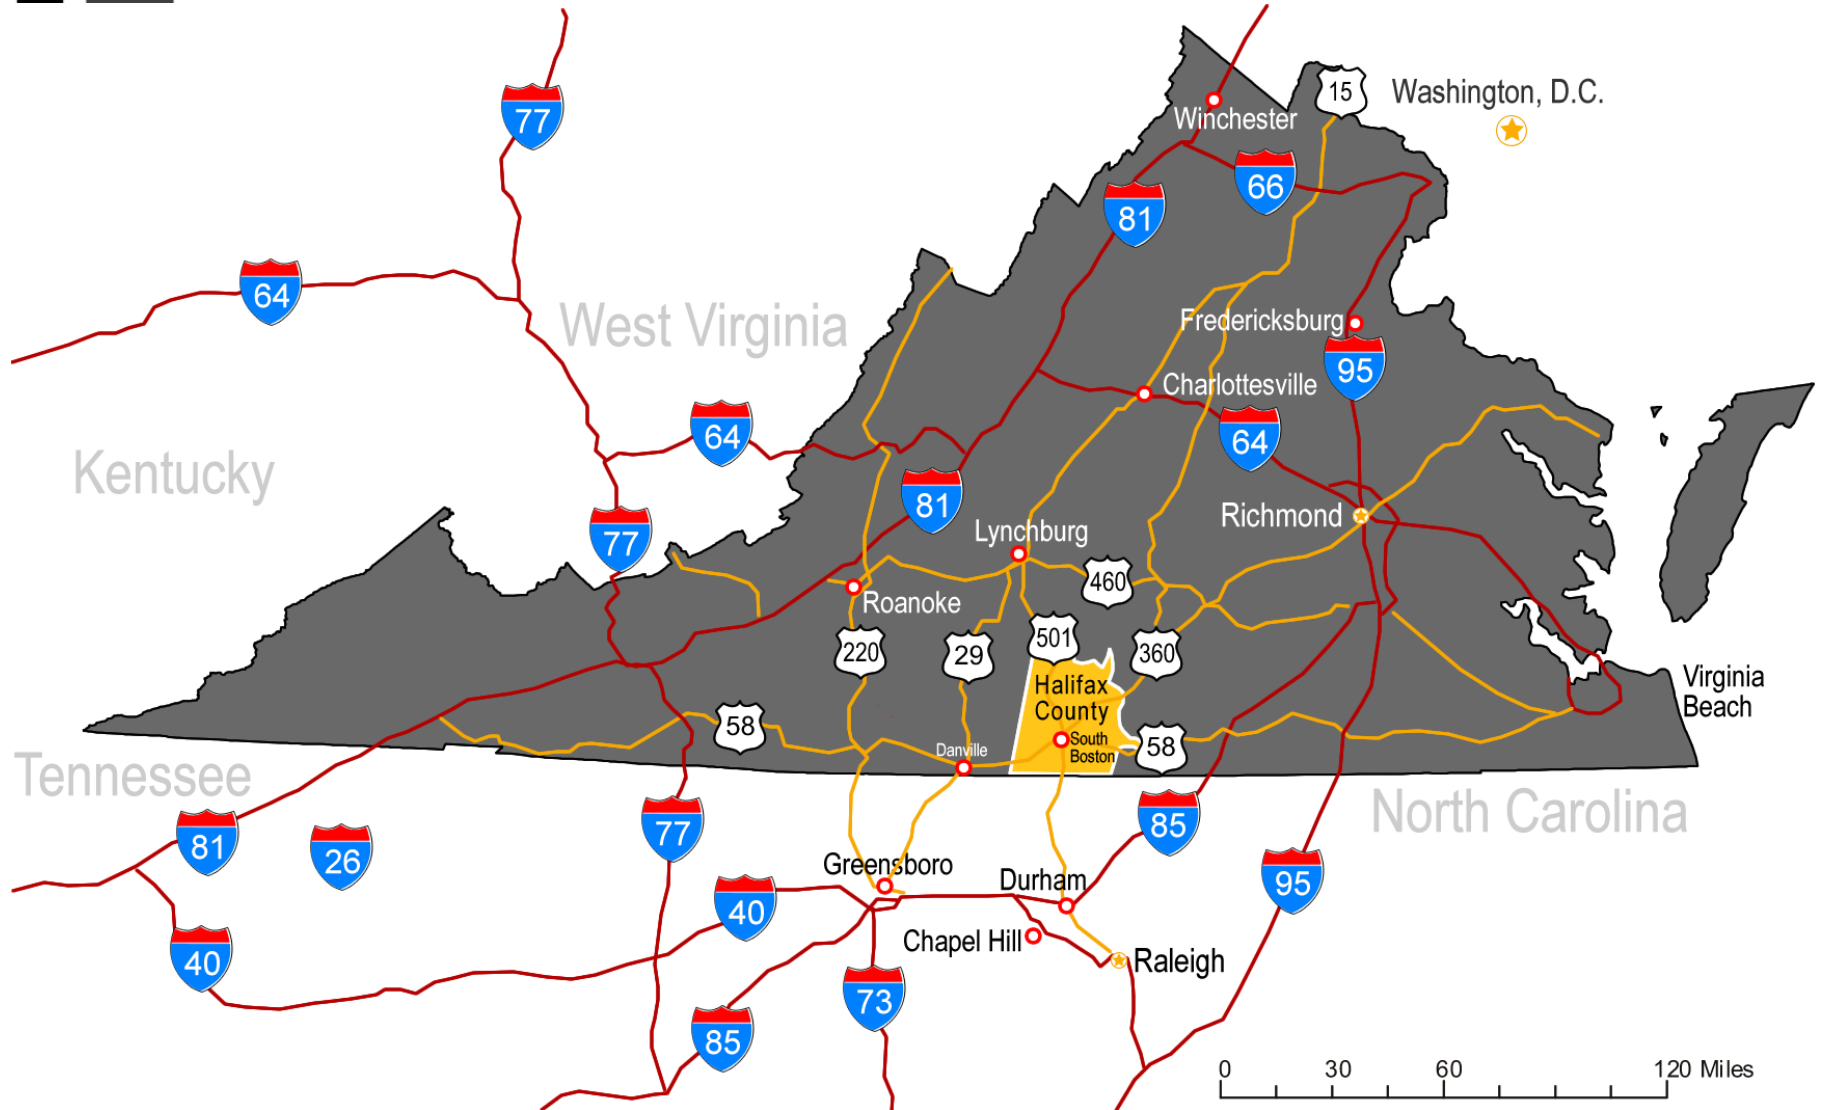 77
15
Washington, D.C.
Winchester
66
81
64
West Virginia
Fredericksburg
95
Charlottesville
64
64
Kentucky
81
Richmond
77
Lynchburg
460
Roanoke
501
220
29
360
Halifax
County
Virginia
Beach
58
South
Boston
58
Danville
Tennessee
North Carolina
81
26
77
85
Greensboro
Durham
95
40
Chapel Hill
Raleigh
40
73
85
0 30 60 120 Miles